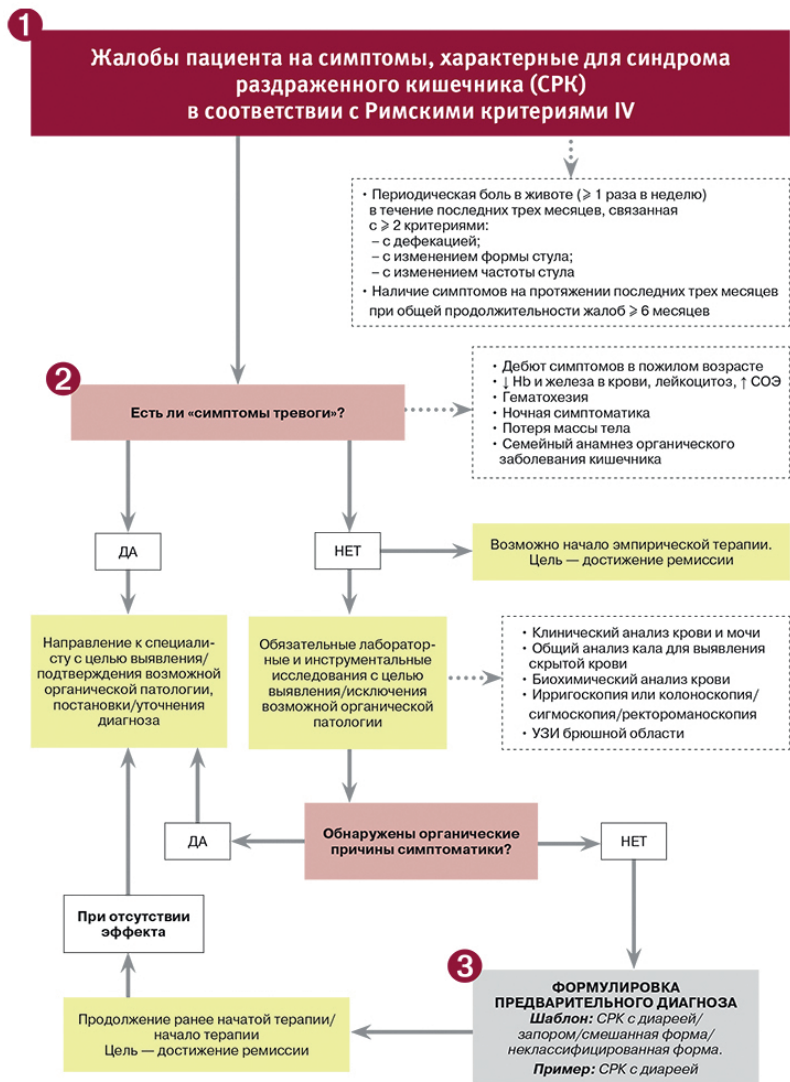 1
Жалобы пациента на симптомы, характерные для синдрома
раздраженного кишечника (СРК)
в соответствии с Римскими критериями IV
• Периодическая боль в животе (⩾ 1 раза в неделю)
в течение последних трех месяцев, связанная
с ⩾ 2 критериями:
– с дефекацией;
– с изменением формы стула;
– с изменением частоты стула
• Наличие симптомов на протяжении последних трех месяцев
при общей продолжительности жалоб ⩾ 6 месяцев
2
Есть ли «симптомы тревоги»?
• Дебют симптомов в пожилом возрасте
• ↓ Hb и железа в крови, лейкоцитоз, ↑ СОЭ
• Гематохезия
• Ночная симптоматика
• Потеря массы тела
• Семейный анамнез органического
заболевания кишечника
ДА
НЕТ
Возможно начало эмпирической терапии.
Цель — достижение ремиссии
Направление к специали-
сту с целью выявления/
подтверждения возможной
органической патологии,
постановки/уточнения
диагноза
Обязательные лаборатор-
ные и инструментальные
исследования с целью
выявления/исключения
возможной органической
патологии
• Клинический анализ крови и мочи
• Общий анализ кала для выявления
скрытой крови
• Биохимический анализ крови
• Ирригоскопия или колоноскопия/
сигмоскопия/ректороманоскопия
• УЗИ брюшной области
ДА
Обнаружены органические
причины симптоматики?
НЕТ
При отсутствии
эффекта
3
ФОРМУЛИРОВКА
ПРЕДВАРИТЕЛЬНОГО ДИАГНОЗА
Шаблон: СРК с диареей/
запором/смешанная форма/
неклассифицированная форма.
Пример: СРК с диареей
Продолжение ранее начатой терапии/
начало терапии
Цель — достижение ремиссии